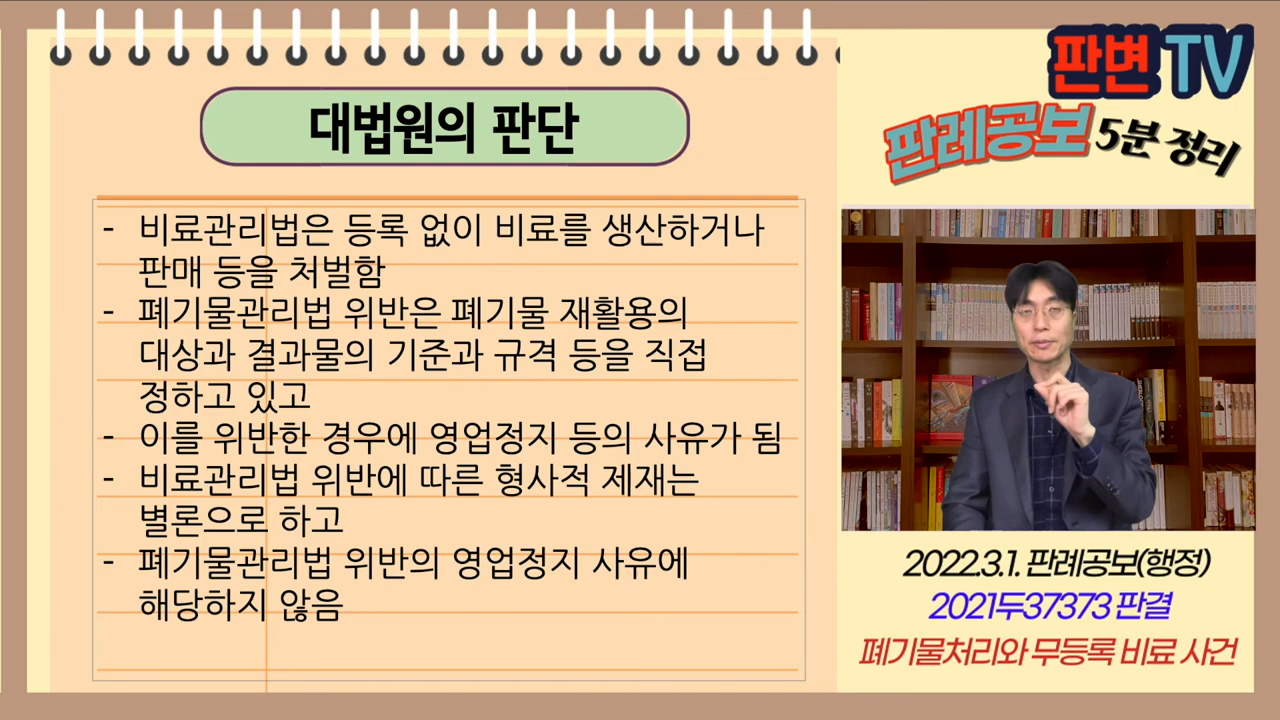 대법원의 판단
- 비료관리법은 등록 없이 비료를 생산하거나
판매 등을 처벌함
- 폐기물관리법 위반은 폐기물 재활용의
대상과 결과물의 기준과 규격 등을 직접
정하고 있고
- 이를 위반한 경우에 영업정지 등의 사유가 됨
- 비료관리법 위반에 따른 형사적 제재는
별론으로 하고
- 폐기물관리법 위반의 영업정지 사유에
해당하지 않음
판변 TV
판례공보 5분 정리
2022.3.1. 판례공보(행정)
2021두37373 판결
폐기물처리와 무등록 비료 사건